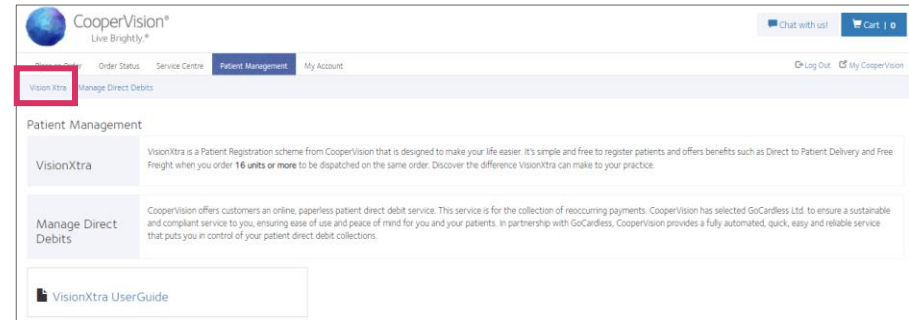 CooperVision®
Live Brightly.®
Chat with us!
Cart | 0
Order Status Service Centre Patient Management My Account
Log Out My CooperVision
Vision Xtra Manage Direct Debits
Patient Management
VisionXtra
VisionXtra is a Patient Registration scheme from CooperVision that is designed to make your life easier. It's simple and free to register patients and offers benefits such as Direct to Patient Delivery and Free
Freight when you order 16 units or more to be dispatched on the same order. Discover the difference VisionXtra can make to your practice.
Manage Direct
Debits
CooperVision offers customers an online, paperless patient direct debit service. This service is for the collection of reoccurring payments. CooperVision has selected GoCardless Ltd. to ensure a sustainable
and compliant service to you, ensuring ease of use and peace of mind for you and your patients. In partnership with GoCardless, CooperVision provides a fully automated, quick, easy and reliable service
that puts you in control of your patient direct debit collections.
VisionXtra UserGuide